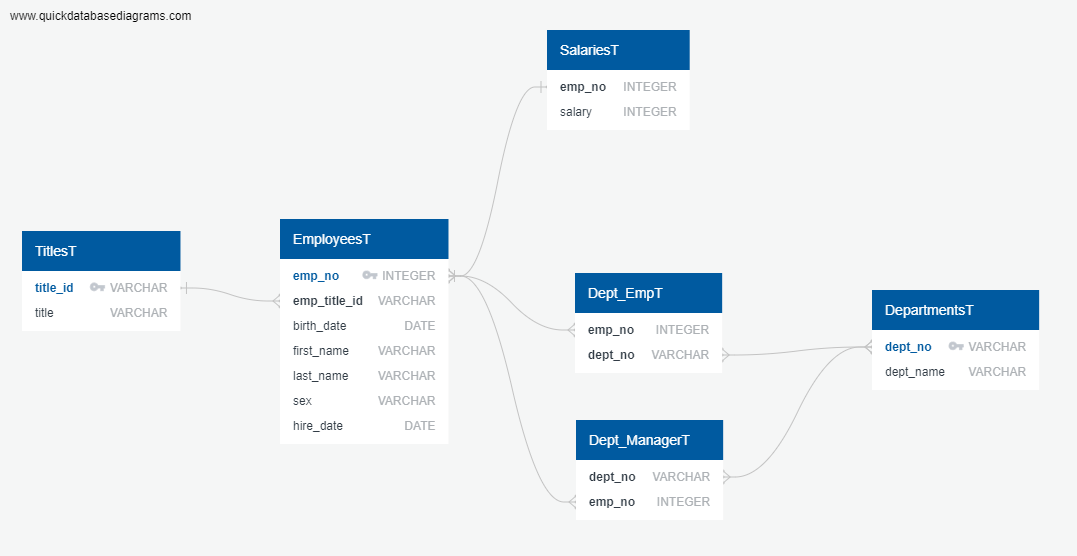 www.quickdatabasediagrams.com
SalariesT
emp_no INTEGER
salary INTEGER
TitlesT
title_id VARCHAR
title VARCHAR
EmployeesT
emp_no INTEGER
emp_title_id VARCHAR
birth_date DATE
first_name VARCHAR
last_name VARCHAR
sex VARCHAR
hire_date DATE
Dept_EmpT
emp_no INTEGER
dept_no VARCHAR
DepartmentsT
dept_no VARCHAR
dept_name VARCHAR
Dept_ManagerT
dept_no VARCHAR
emp_no INTEGER